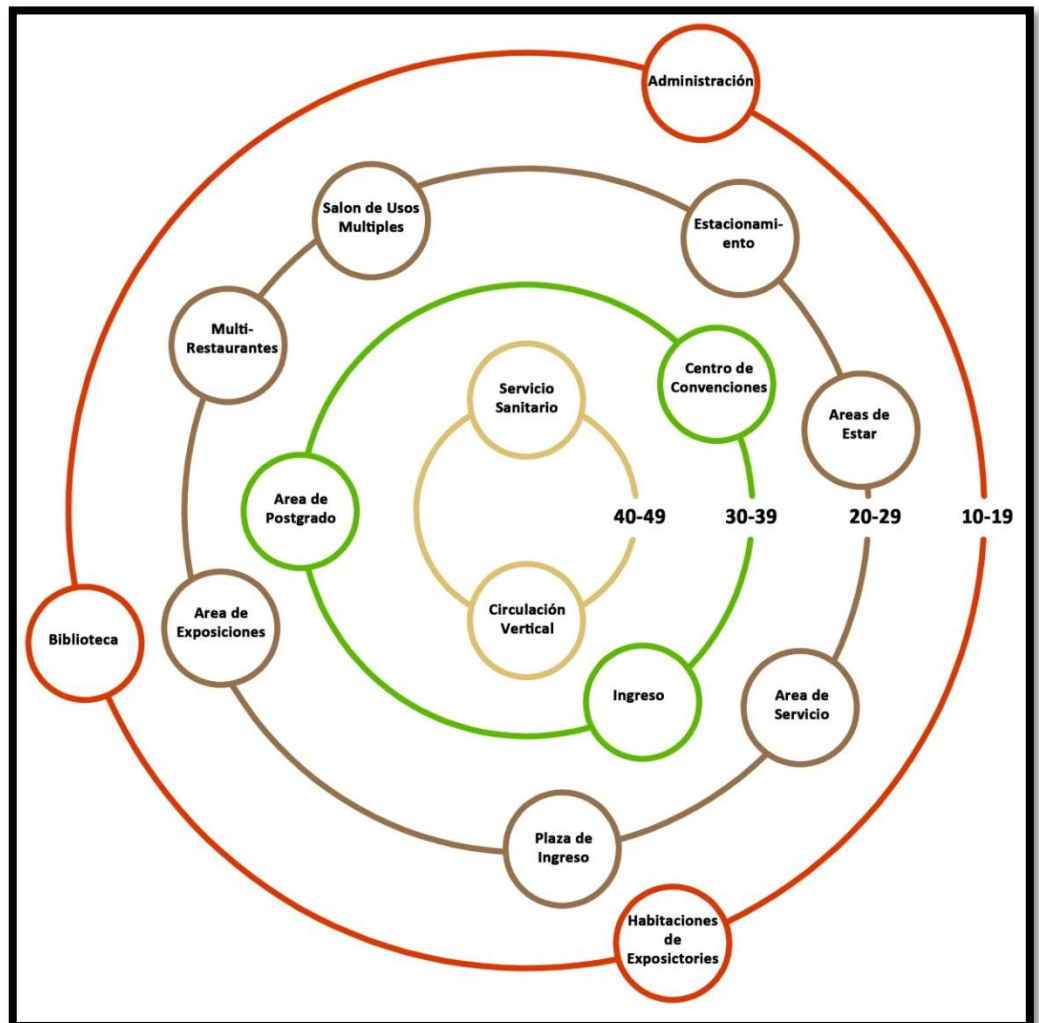 Administración
Salon de Usos
Multiples
Estacionami-
ento
Multi-
Restaurantes
Servicio
Sanitario
Centro de
Convenciones
Areas de
Estar
Area de
Postgrado
40-49
30-39
20-29
10-19
Biblioteca
Area de
Exposiciones
Circulación
Vertical
Ingreso
Area de
Servicio
Plaza de
Ingreso
Habitaciones
de
Exposictories